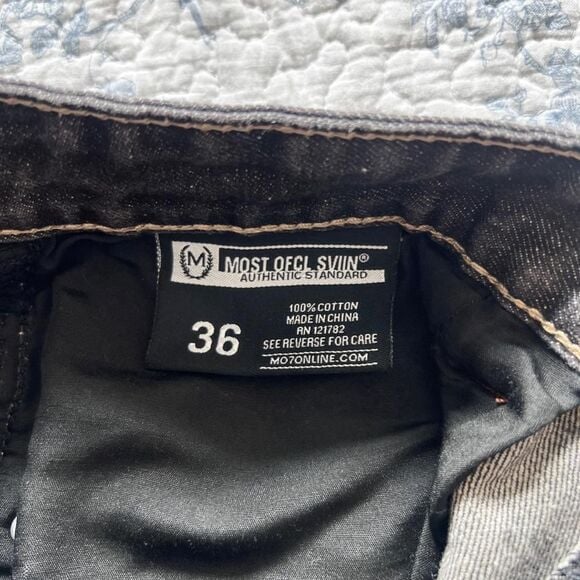 M
MOST OFCL SVIIN®
AUTHENTIC STANDARD
36
100% COTTON
MADE IN CHINA
RN 121782
SEE REVERSE FOR CARE
MO7ONLINE.COM